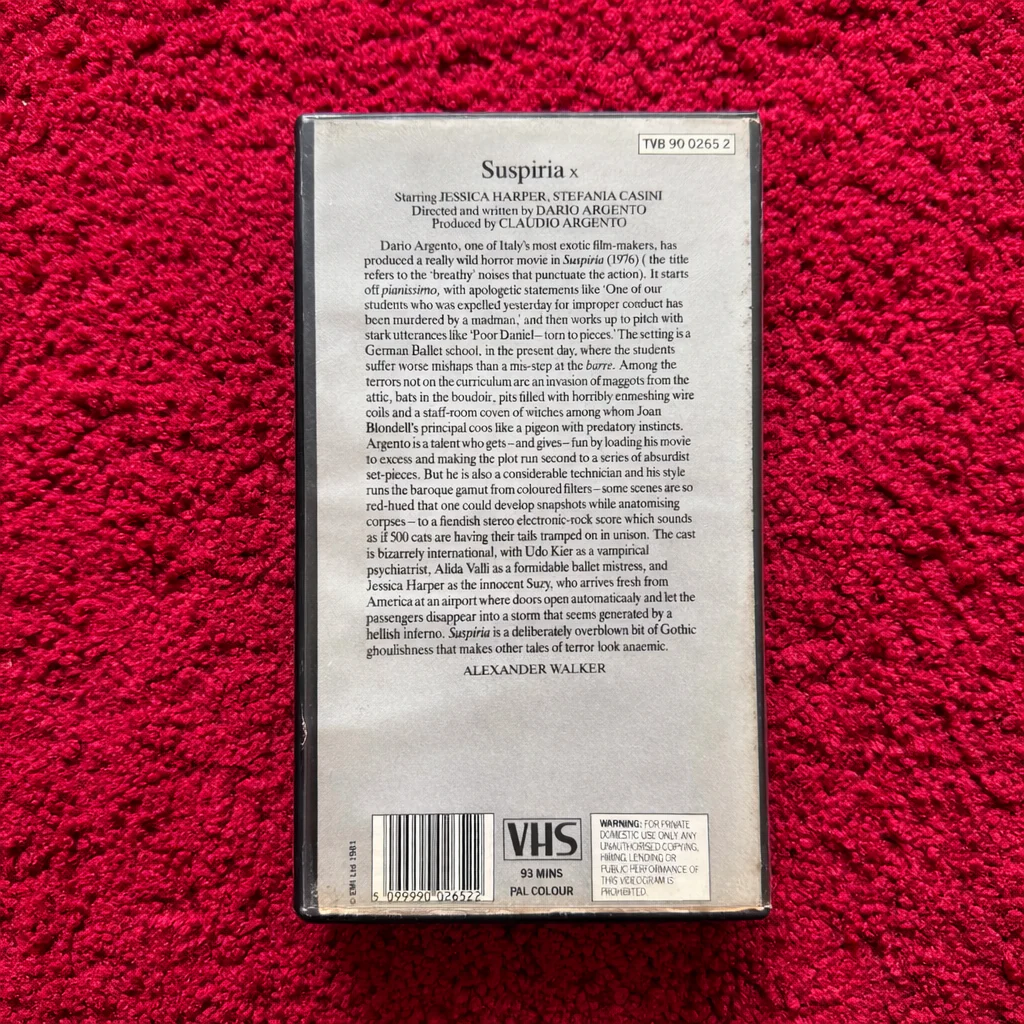 TVB 90 0265 2
Suspiria x
Starring JESSICA HARPER, STEFANIA CASINI
Directed and written by DARIO ARGENTO
Produced by CLAUDIO ARGENTO
Dario Argento, one of Italy's most exotic film-makers, has
produced a really wild horror movie in Suspiria (1976) ( the title
refers to the 'breathy' noises that punctuate the action). It starts
off pianissimo, with apologetic statements like 'One of our
students who was expelled yesterday for improper conduct has
been murdered by a madman,' and then works up to pitch with
stark utterances like 'Poor Daniel – torn to pieces.' The setting is a
German Ballet school, in the present day, where the students
suffer worse mishaps than a mis-step at the barre. Among the
terrors not on the curriculum are an invasion of maggots from the
attic, bats in the boudoir, pits filled with horribly enmeshing wire
coils and a staff-room coven of witches among whom Joan
Blondell's principal coos like a pigeon with predatory instincts.
Argento is a talent who gets – and gives – fun by loading his movie
to excess and making the plot run second to a series of absurdist
set-pieces. But he is also a considerable technician and his style
runs the baroque gamut from coloured filters – some scenes are so
red-hued that one could develop snapshots while anatomising
corpses – to a fiendish stereo electronic-rock score which sounds
as if 500 cats are having their tails tramped on in unison. The cast
is bizarrely international, with Udo Kier as a vampirical
psychiatrist, Alida Valli as a formidable ballet mistress, and
Jessica Harper as the innocent Suzy, who arrives fresh from
America at an airport where doors open automaticaaly and let the
passengers disappear into a storm that seems generated by a
hellish inferno. Suspiria is a deliberately overblown bit of Gothic
ghoulishness that makes other tales of terror look anaemic.
ALEXANDER WALKER
© EMI Ltd 1981
5 099990 026522
VHS
93 MINS
PAL COLOUR
WARNING: FOR PRIVATE
DOMESTIC USE ONLY ANY
UNAUTHORISED COPYING,
HIRING, LENDING OR
PUBLIC PERFORMANCE OF
THIS VIDEOGRAM IS
PROHIBITED.